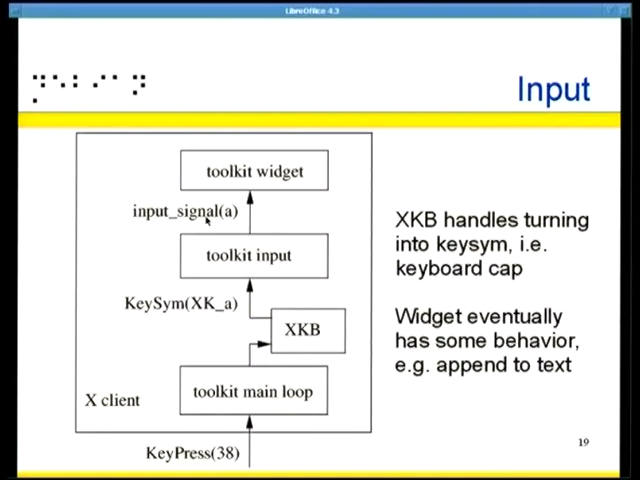 LibreOffice 4.3
Input
toolkit widget
input_signal(a)
toolkit input
KeySym(XK_a)
XKB
toolkit main loop
X client
KeyPress(38)
XKB handles turning
into keysym, i.e.
keyboard cap
Widget eventually
has some behavior,
e.g. append to text
19